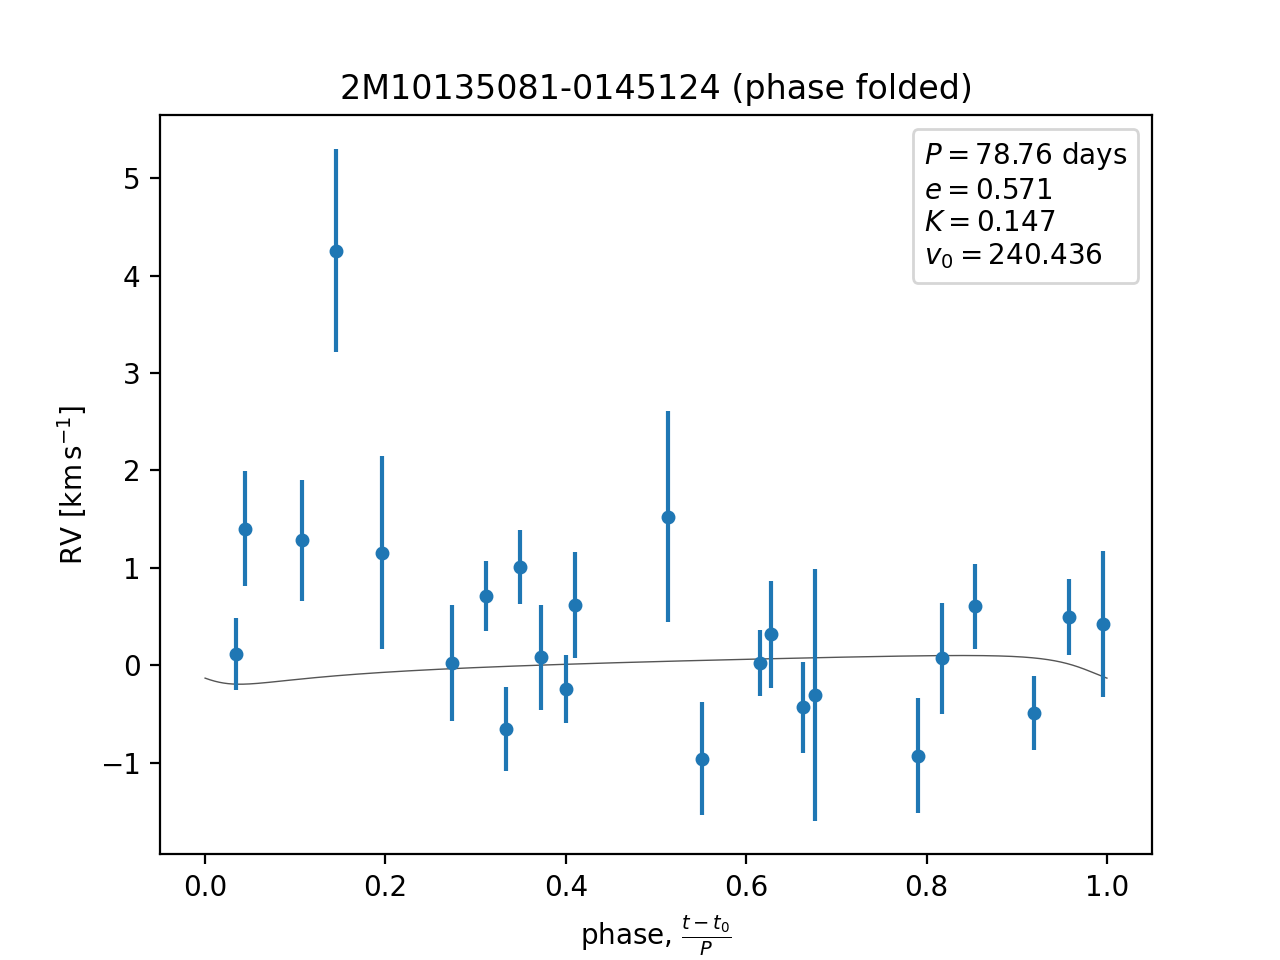 2M10135081-0145124 (phase folded)
P = 78.76 days
e = 0.571
K = 0.147
v₀ = 240.436
RV [km s⁻¹]
5
4
3
2
1
0
−1
0.0 0.2 0.4 0.6 0.8 1.0
phase, (t − t₀)/P